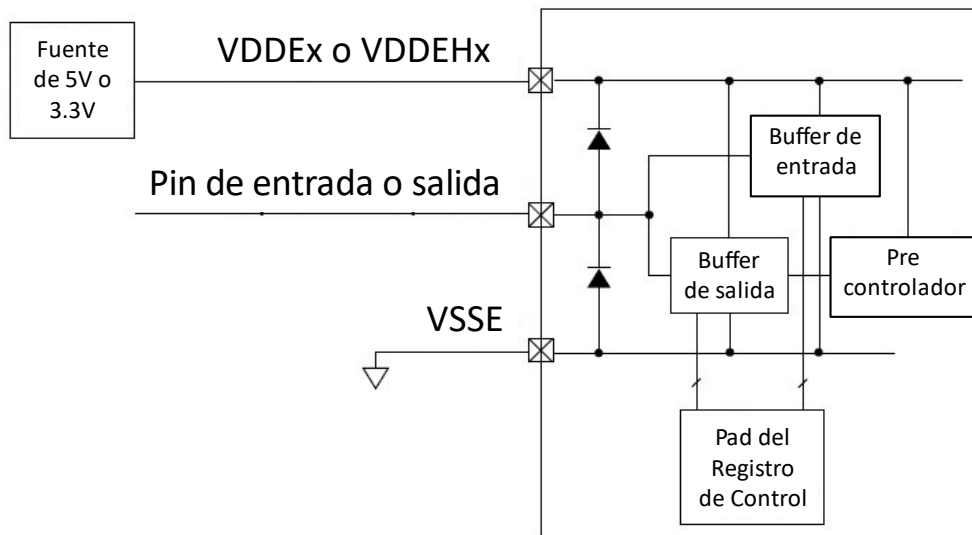 Fuente
de 5V o
3.3V
VDDEx o VDDEHx
Buffer de
entrada
Pin de entrada o salida
Buffer
de salida
Pre
controlador
VSSE
Pad del
Registro
de Control